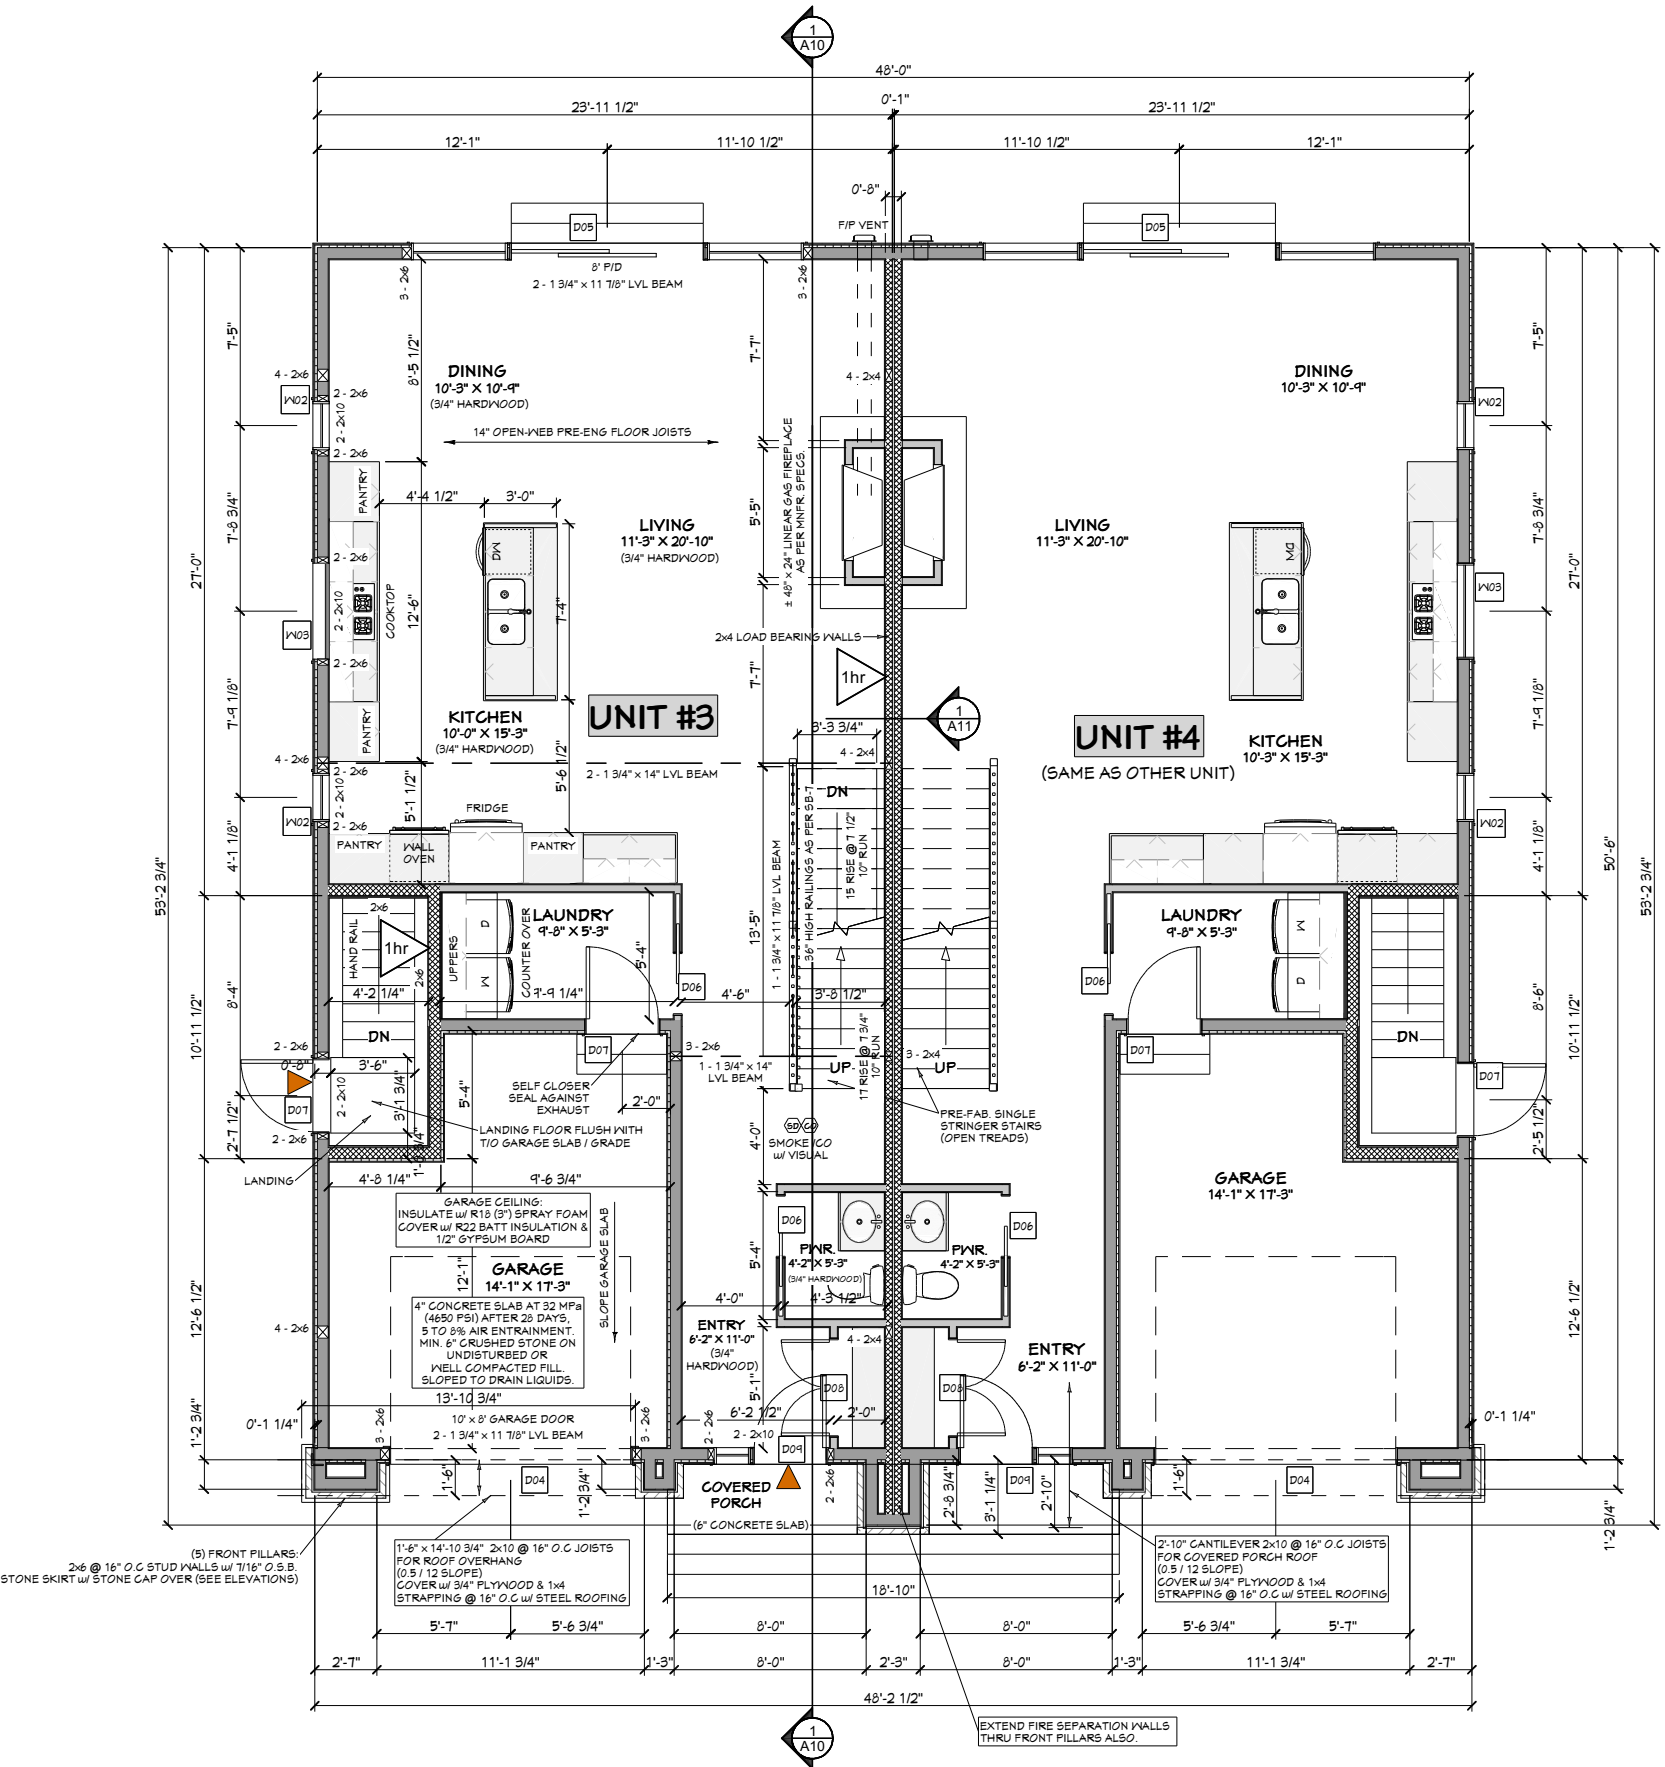 1
A10
48'-0"
23'-11 1/2"
0'-1"
23'-11 1/2"
12'-1"
11'-10 1/2"
11'-10 1/2"
12'-1"
0'-8"
F/P VENT
D05
D05
8' P/D
2 - 1 3/4" x 11 7/8" LVL BEAM
3 - 2x6
3 - 2x6
7'-5"
8'-5 1/2"
7'-7"
7'-5"
DINING
10'-3" X 10'-9"
(3/4" HARDWOOD)
DINING
10'-3" X 10'-9"
4 - 2x6
4 - 2x4
W02
2 - 2x6
2 - 2x10
2 - 2x6
W02
14" OPEN-WEB PRE-ENG FLOOR JOISTS
± 48" x 24" LINEAR GAS FIREPLACE
AS PER MNFR. SPECS.
PANTRY
4'-4 1/2"
3'-0"
7'-8 3/4"
5'-5"
7'-8 3/4"
LIVING
11'-3" X 20'-10"
(3/4" HARDWOOD)
LIVING
11'-3" X 20'-10"
DW
DW
27'-0"
27'-0"
2 - 2x6
2 - 2x10
COOKTOP
12'-6"
7'-4"
W03
W03
2 - 2x6
2x4 LOAD BEARING WALLS
1hr
7'-7"
7'-9 1/8"
7'-9 1/8"
PANTRY
KITCHEN
10'-0" X 15'-3"
(3/4" HARDWOOD)
UNIT #3
1
A11
3'-3 3/4"
4 - 2x4
UNIT #4
(SAME AS OTHER UNIT)
KITCHEN
10'-3" X 15'-3"
4 - 2x6
2 - 2x6
2 - 2x10
2 - 2x6
5'-1 1/2"
5'-6 1/2"
2 - 1 3/4" x 14" LVL BEAM
DN
W02
W02
FRIDGE
PANTRY
WALL
OVEN
PANTRY
4'-1 1/8"
4'-1 1/8"
1 - 1 3/4" x 11 7/8" LVL BEAM
36" HIGH RAILINGS AS PER SB-7
15 RISE @ 7 1/2"
10" RUN
53'-2 3/4"
50'-6"
53'-2 3/4"
2x6
HAND RAIL
1hr
2x6
UPPERS
D
W
COUNTER OVER
LAUNDRY
9'-8" X 5'-3"
5'-4"
13'-5"
LAUNDRY
9'-8" X 5'-3"
W
D
D06
D06
8'-4"
8'-6"
4'-2 1/4"
7'-9 1/4"
4'-6"
3'-8 1/2"
10'-11 1/2"
10'-11 1/2"
DN
DN
2 - 2x6
0'-8"
3'-6"
D07
2 - 2x10
3'-1 3/4"
2 - 2x6
D07
3 - 2x6
1 - 1 3/4" x 14"
LVL BEAM
17 RISE @ 7 3/4"
10" RUN
UP
3 - 2x4
UP
D07
D07
SELF CLOSER
SEAL AGAINST
EXHAUST
5'-4"
2'-0"
LANDING FLOOR FLUSH WITH
T/O GARAGE SLAB / GRADE
2'-7 1/2"
2'-5 1/2"
LANDING
4'-0"
SD
CO
SMOKE /CO
w/ VISUAL
PRE-FAB. SINGLE
STRINGER STAIRS
(OPEN TREADS)
4'-8 1/4"
9'-6 3/4"
GARAGE CEILING:
INSULATE w/ R18 (3") SPRAY FOAM
COVER w/ R22 BATT INSULATION &
1/2" GYPSUM BOARD
SLOPE GARAGE SLAB
GARAGE
14'-1" X 17'-3"
12'-1"
GARAGE
14'-1" X 17'-3"
4" CONCRETE SLAB AT 32 MPa
(4650 PSI) AFTER 28 DAYS,
5 TO 8% AIR ENTRAINMENT.
MIN. 6" CRUSHED STONE ON
UNDISTURBED OR
WELL COMPACTED FILL.
SLOPED TO DRAIN LIQUIDS.
D06
D06
5'-4"
PWR.
4'-2" X 5'-3"
(3/4" HARDWOOD)
PWR.
4'-2" X 5'-3"
4'-0"
4'-3 1/2"
12'-6 1/2"
12'-6 1/2"
4 - 2x6
ENTRY
6'-2" X 11'-0"
(3/4"
HARDWOOD)
4 - 2x4
ENTRY
6'-2" X 11'-0"
5'-1"
D08
D08
13'-10 3/4"
0'-1 1/4"
0'-1 1/4"
3 - 2x6
10' x 8' GARAGE DOOR
2 - 1 3/4" x 11 7/8" LVL BEAM
3 - 2x6
2 - 2x6
6'-2 1/2"
2'-0"
2 - 2x10
D09
2 - 2x6
1'-2 3/4"
1'-6"
D04
1'-2 3/4"
COVERED
PORCH
(6" CONCRETE SLAB)
2'-8 3/4"
3'-1 1/4"
D09
2'-10"
1'-6"
D04
1'-2 3/4"
(5) FRONT PILLARS:
2x6 @ 16" O.C STUD WALLS w/ 7/16" O.S.B.
STONE SKIRT w/ STONE CAP OVER (SEE ELEVATIONS)
1'-6" x 14'-10 3/4" 2x10 @ 16" O.C JOISTS
FOR ROOF OVERHANG
(0.5 / 12 SLOPE)
COVER w/ 3/4" PLYWOOD & 1x4
STRAPPING @ 16" O.C w/ STEEL ROOFING
2'-10" CANTILEVER 2x10 @ 16" O.C JOISTS
FOR COVERED PORCH ROOF
(0.5 / 12 SLOPE)
COVER w/ 3/4" PLYWOOD & 1x4
STRAPPING @ 16" O.C w/ STEEL ROOFING
18'-10"
5'-7"
5'-6 3/4"
8'-0"
8'-0"
5'-6 3/4"
5'-7"
2'-7"
11'-1 3/4"
1'-3"
8'-0"
2'-3"
8'-0"
1'-3"
11'-1 3/4"
2'-7"
48'-2 1/2"
EXTEND FIRE SEPARATION WALLS
THRU FRONT PILLARS ALSO.
1
A10